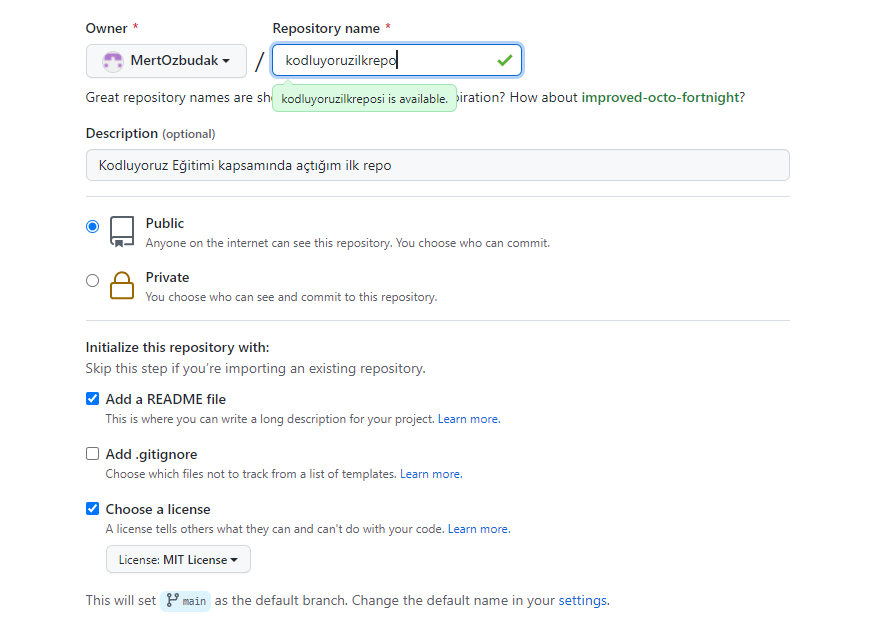 Owner *
Repository name *
MertOzbudak
/
kodluyoruzilkrepo
Great repository names are sh
kodluyoruzilkreposi is available.
piration? How about improved-octo-fortnight?
Description (optional)
Kodluyoruz Eğitimi kapsamında açtığım ilk repo
Public
Anyone on the internet can see this repository. You choose who can commit.
Private
You choose who can see and commit to this repository.
Initialize this repository with:
Skip this step if you're importing an existing repository.
Add a README file
This is where you can write a long description for your project. Learn more.
Add .gitignore
Choose which files not to track from a list of templates. Learn more.
Choose a license
A license tells others what they can and can't do with your code. Learn more.
License: MIT License
This will set main as the default branch. Change the default name in your settings.